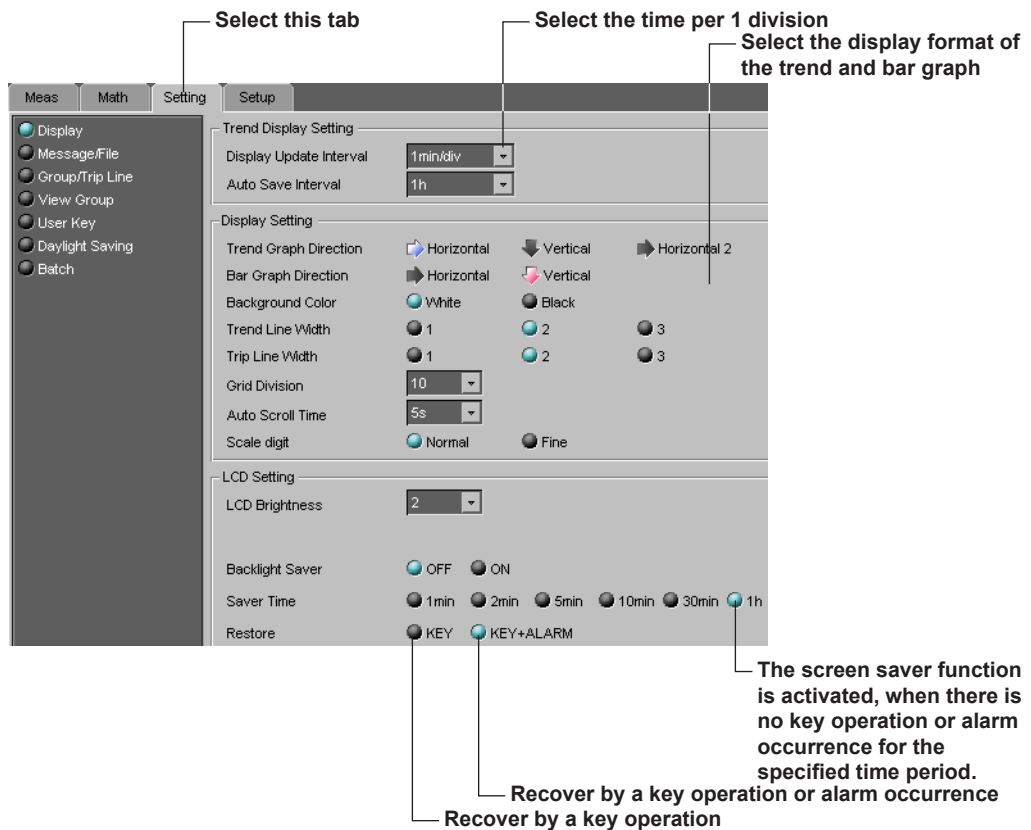 Select this tab
Select the time per 1 division
Select the display format of
the trend and bar graph
Meas Math Setting Setup
Display
Message/File
Group/Trip Line
View Group
User Key
Daylight Saving
Batch
Trend Display Setting
Display Update Interval 1min/div
Auto Save Interval 1h
Display Setting
Trend Graph Direction Horizontal Vertical Horizontal 2
Bar Graph Direction Horizontal Vertical
Background Color White Black
Trend Line Width 1 2 3
Trip Line Width 1 2 3
Grid Division 10
Auto Scroll Time 5s
Scale digit Normal Fine
LCD Setting
LCD Brightness 2
Backlight Saver OFF ON
Saver Time 1min 2min 5min 10min 30min 1h
Restore KEY KEY+ALARM
The screen saver function
is activated, when there is
no key operation or alarm
occurrence for the
specified time period.
Recover by a key operation or alarm occurrence
Recover by a key operation